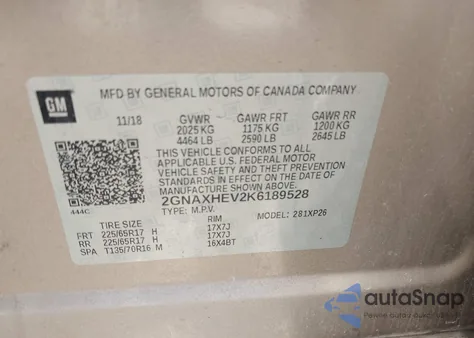 GM
MFD BY GENERAL MOTORS OF CANADA COMPANY
11/18 GVWR GAWR FRT GAWR RR
2025 KG 1175 KG 1200 KG
4464 LB 2590 LB 2645 LB
THIS VEHICLE CONFORMS TO ALL
APPLICABLE U.S. FEDERAL MOTOR
VEHICLE SAFETY AND THEFT PREVENTION
STANDARDS IN EFFECT ON THE DATE OF
MANUFACTURE SHOWN ABOVE.
2GNAXHEV2K6189528
444C TYPE: M.P.V. MODEL: 281XP26
TIRE SIZE RIM
FRT 225/65R17 H 17X7J
RR 225/65R17 H 17X7J
SPA T135/70R16 M 16X4BT
autoSnap